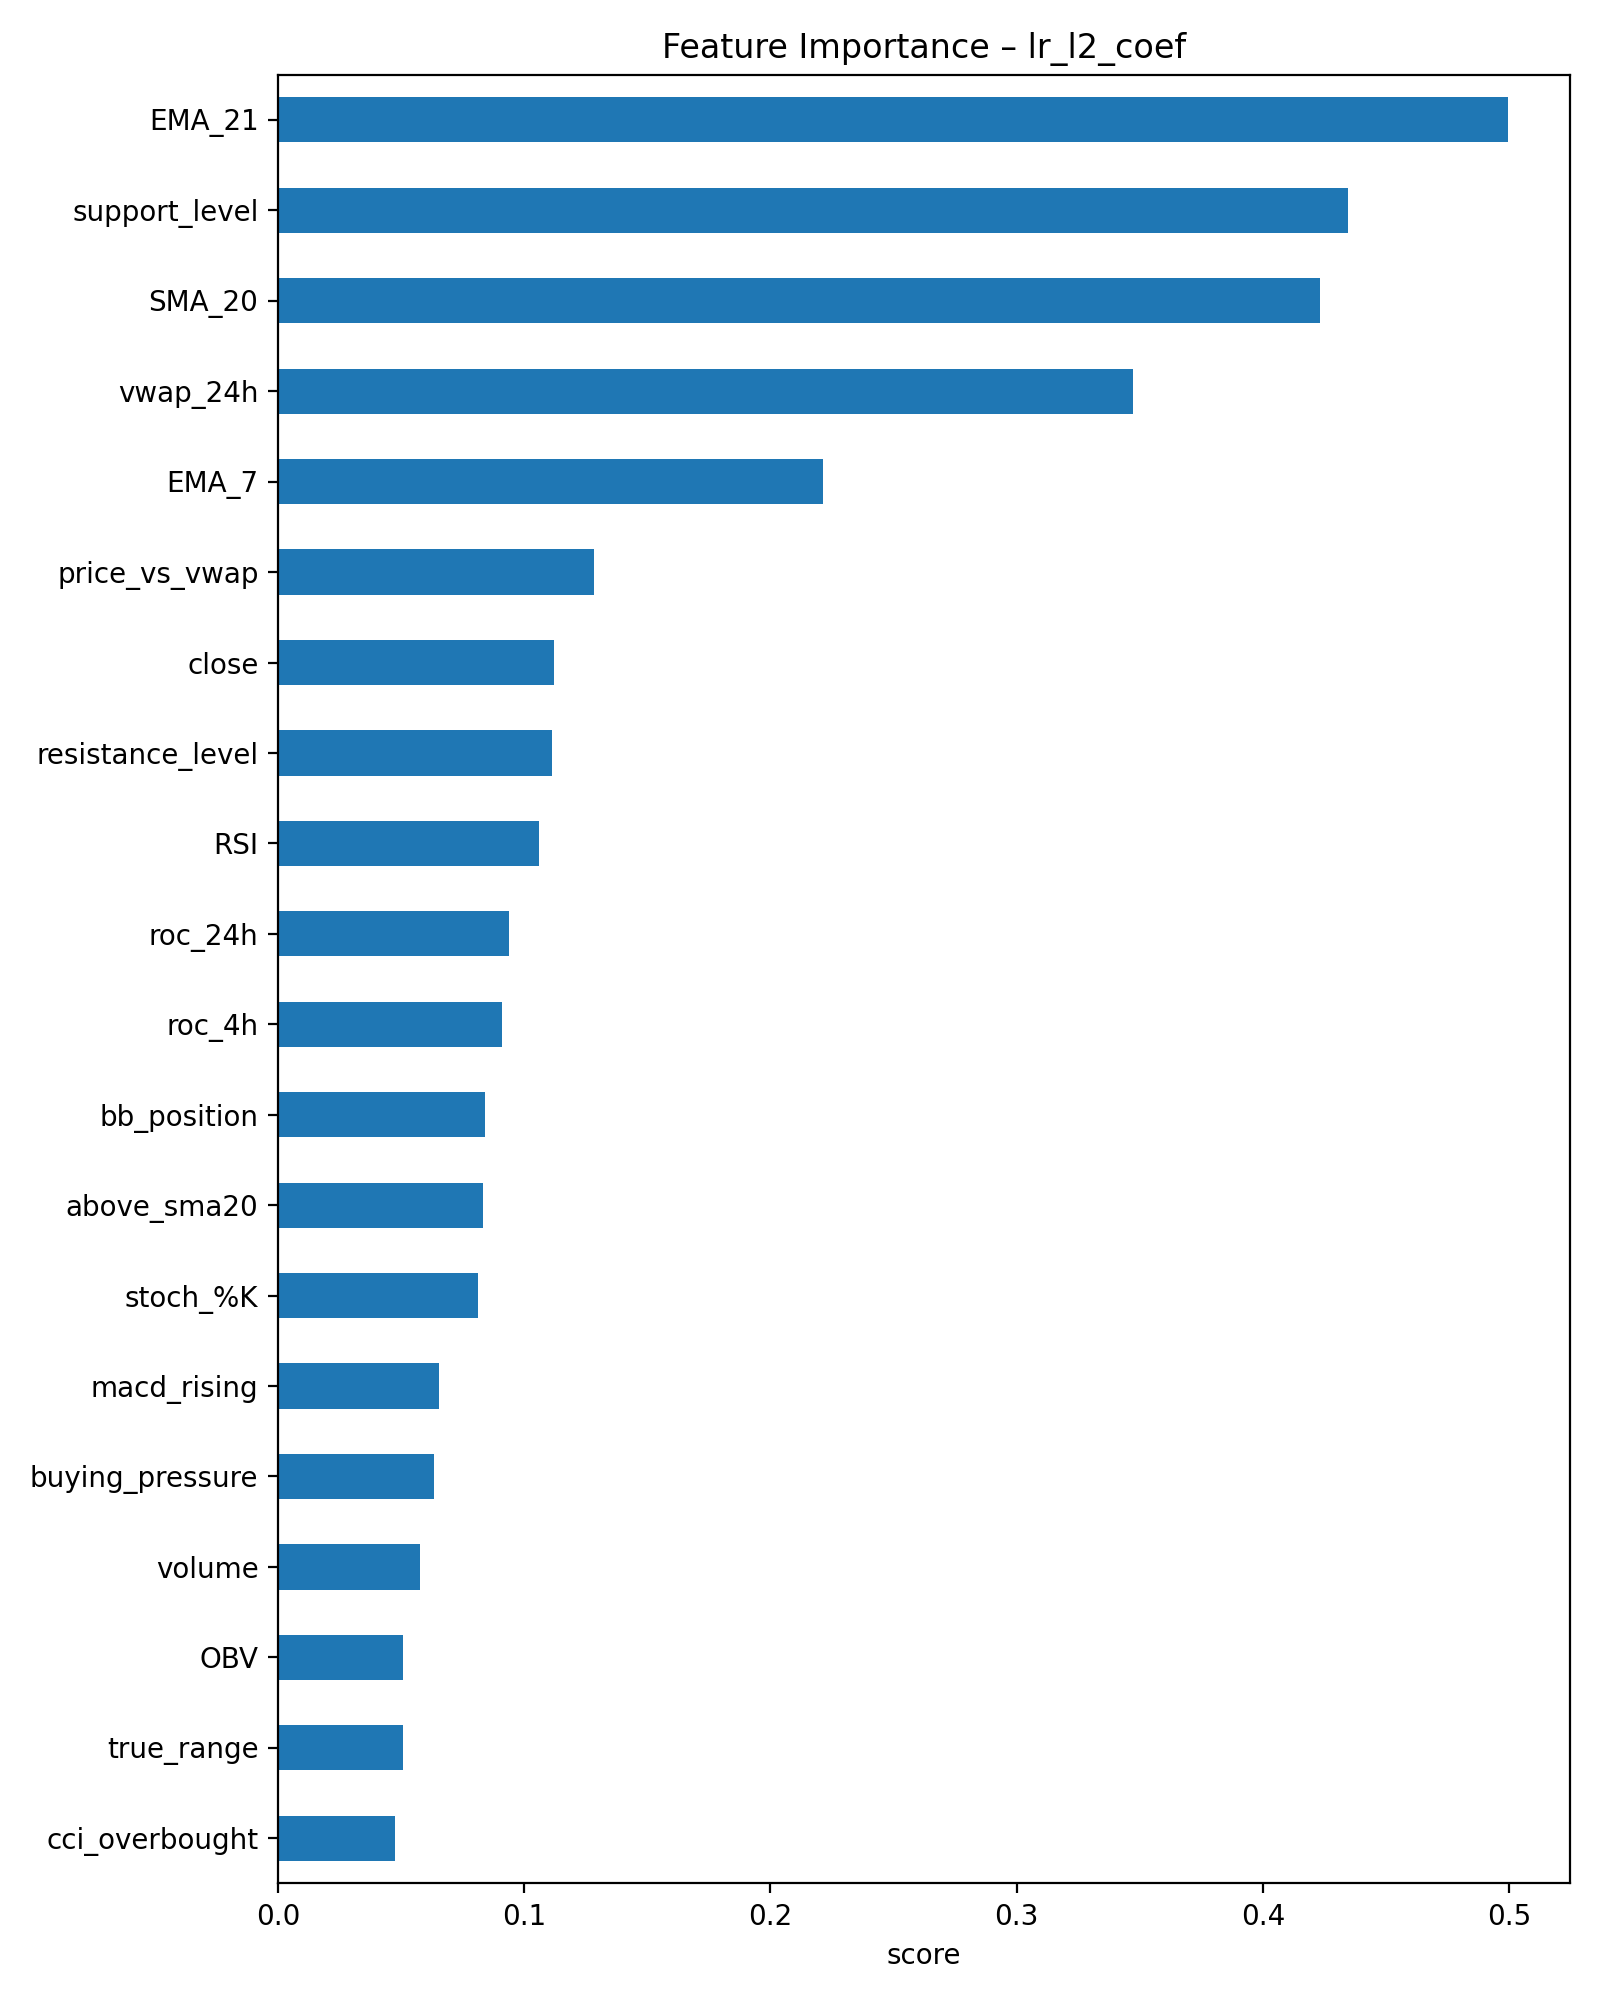 Feature Importance – lr_l2_coef
EMA_21
support_level
SMA_20
vwap_24h
EMA_7
price_vs_vwap
close
resistance_level
RSI
roc_24h
roc_4h
bb_position
above_sma20
stoch_%K
macd_rising
buying_pressure
volume
OBV
true_range
cci_overbought
0.0 0.1 0.2 0.3 0.4 0.5
score